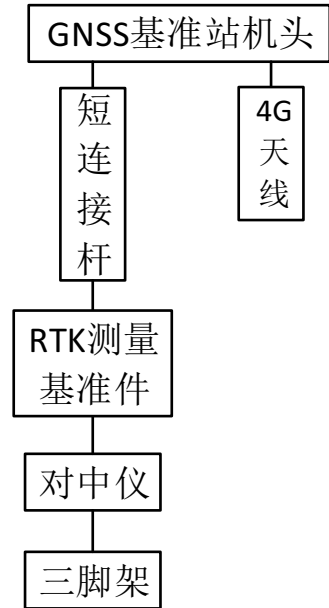 GNSS基准站机头
短
连
接
杆
4G
天
线
RTK测量
基准件
对中仪
三脚架